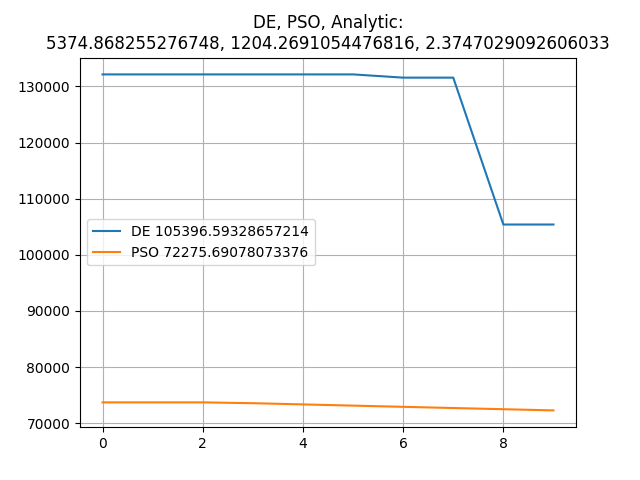 DE, PSO, Analytic:
5374.868255276748, 1204.2691054476816, 2.3747029092606033
130000
120000
110000
100000
90000
80000
70000
DE 105396.59328657214
PSO 72275.69078073376
0 2 4 6 8